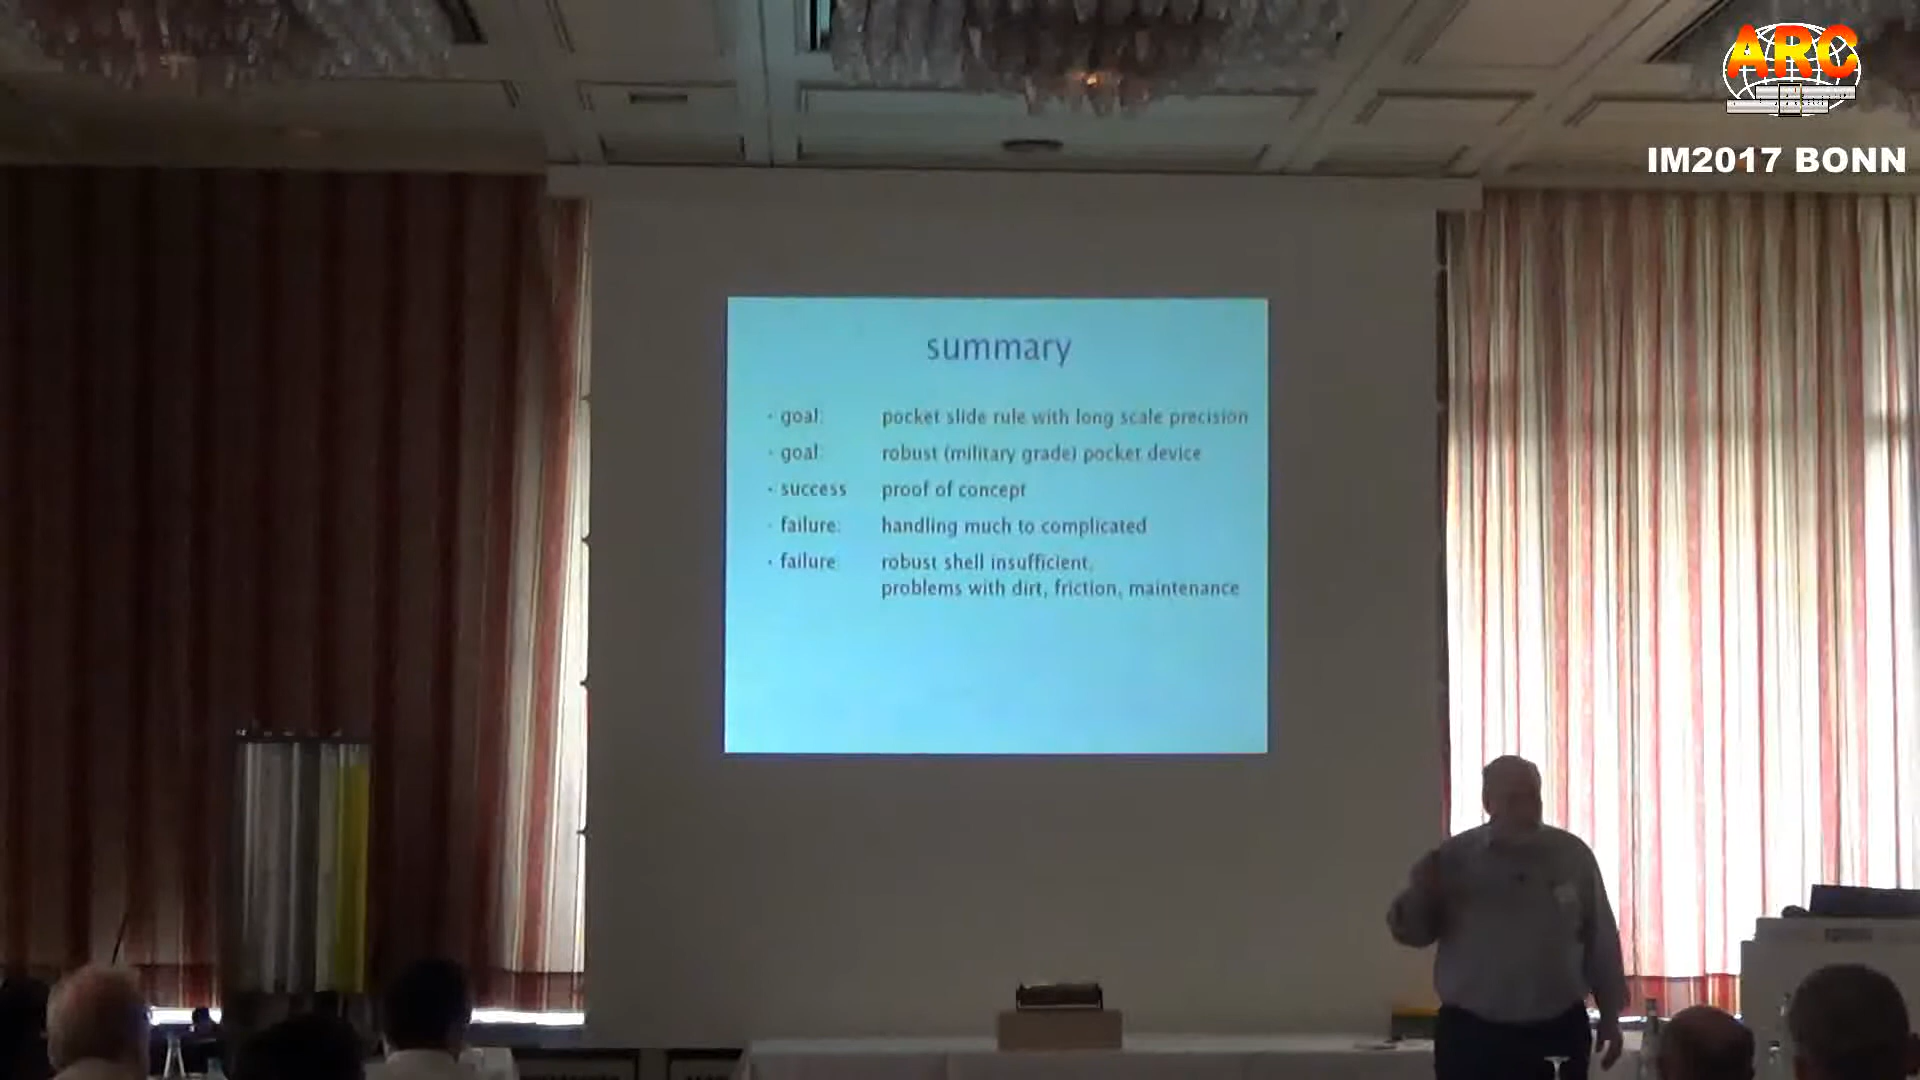 ARC
IM2017 BONN
summary
· goal: pocket slide rule with long scale precision
· goal: robust (military grade) pocket device
· success proof of concept
· failure: handling much to complicated
· failure robust shell insufficient,
problems with dirt, friction, maintenance